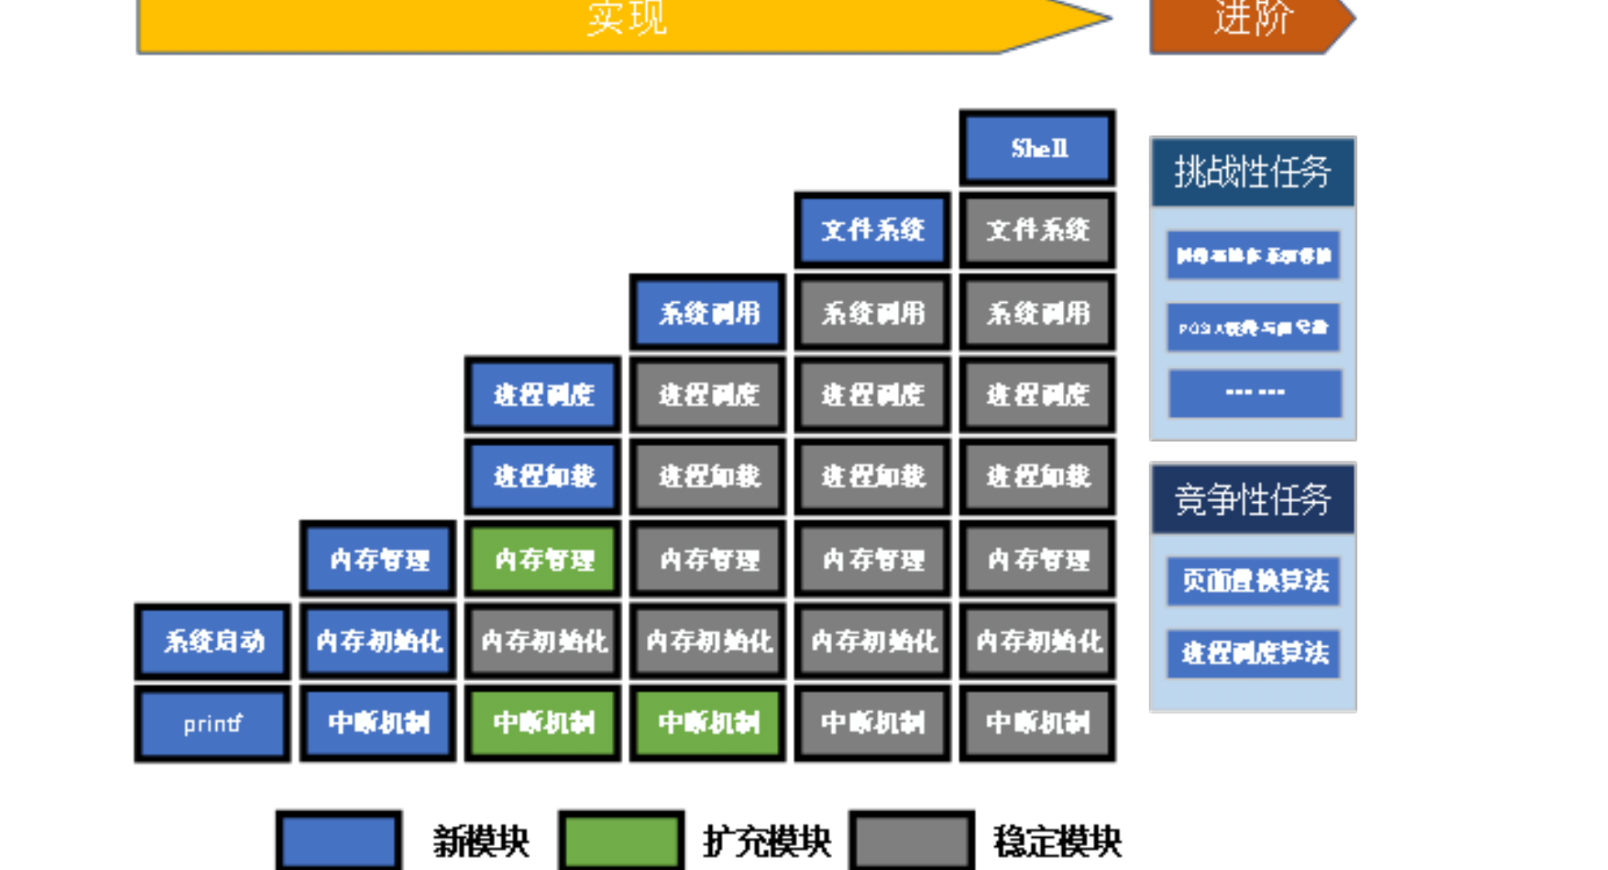 实现
进阶
Shell
挑战性任务
文件系统 文件系统
系统调用 系统调用 系统调用
进程调度 进程调度 进程调度 进程调度
…… 
进程加载 进程加载 进程加载 进程加载
竞争性任务
内存管理 内存管理 内存管理 内存管理 内存管理
页面置换算法
系统启动 内存初始化 内存初始化 内存初始化 内存初始化 内存初始化
进程调度算法
printf 中断机制 中断机制 中断机制 中断机制 中断机制
新模块 扩充模块 稳定模块